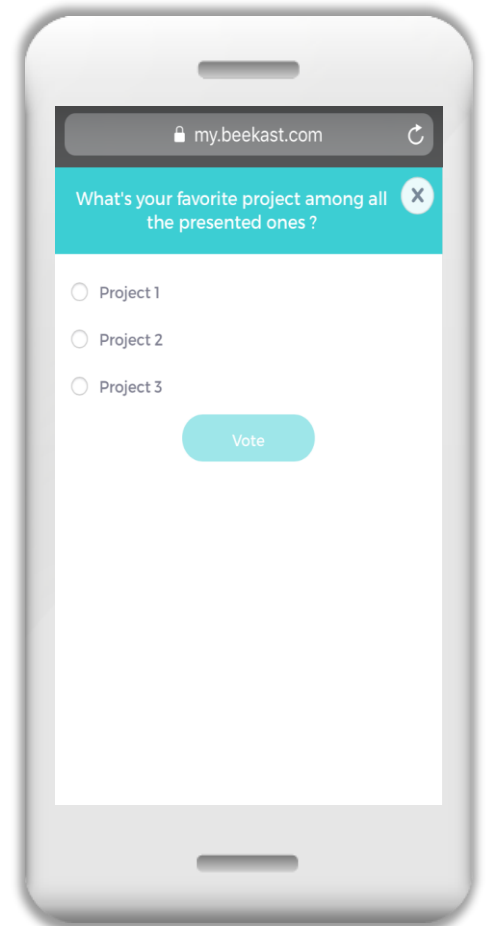 my.beekast.com
What's your favorite project among all
the presented ones ?
X
Project 1
Project 2
Project 3
Vote